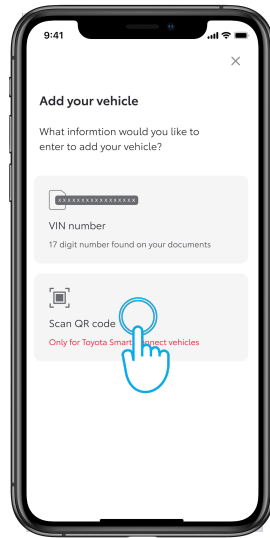 9:41
Add your vehicle
What informtion would you like to
enter to add your vehicle?
xxxxxxxxxxxxxxxxx
VIN number
17 digit number found on your documents
Scan QR code
Only for Toyota Smart nnect vehicles